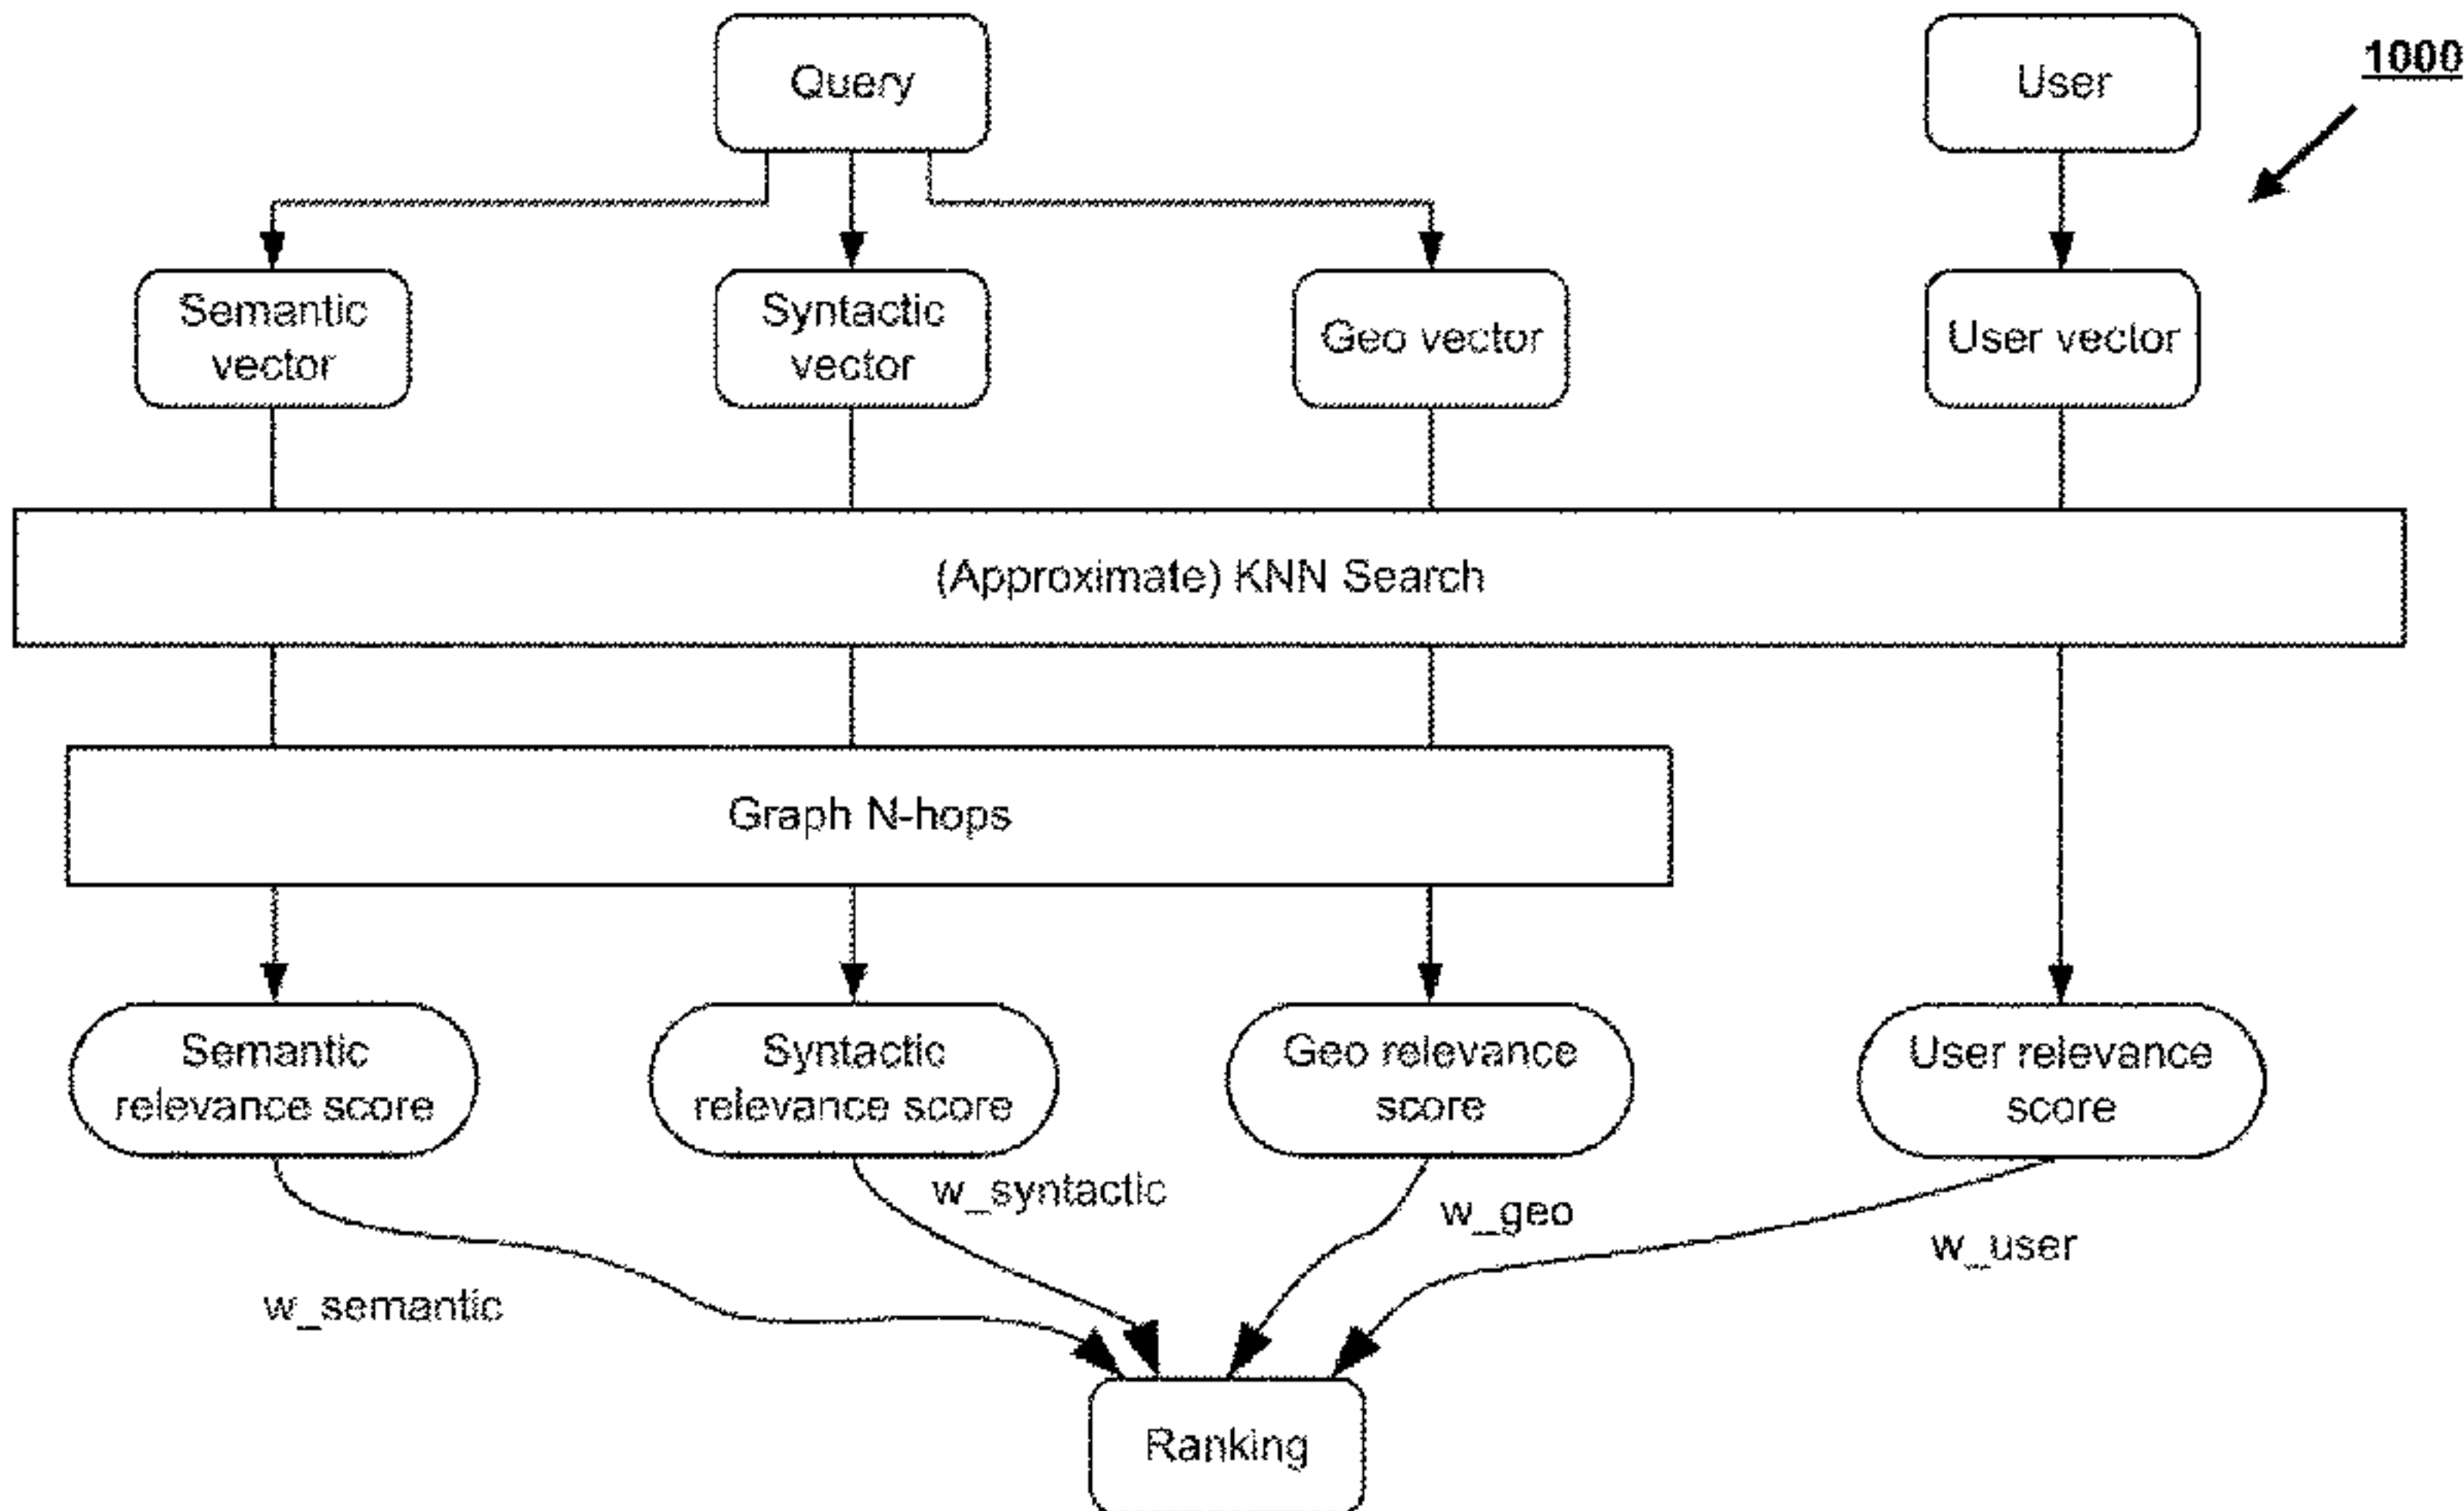 Query
User
1000
Semantic
vector
Syntactic
vector
Geo vector
User vector
(Approximate) KNN Search
Graph N-hops
Semantic
relevance score
Syntactic
relevance score
Geo relevance
score
User relevance
score
w_syntactic
w_geo
w_user
w_semantic
Ranking